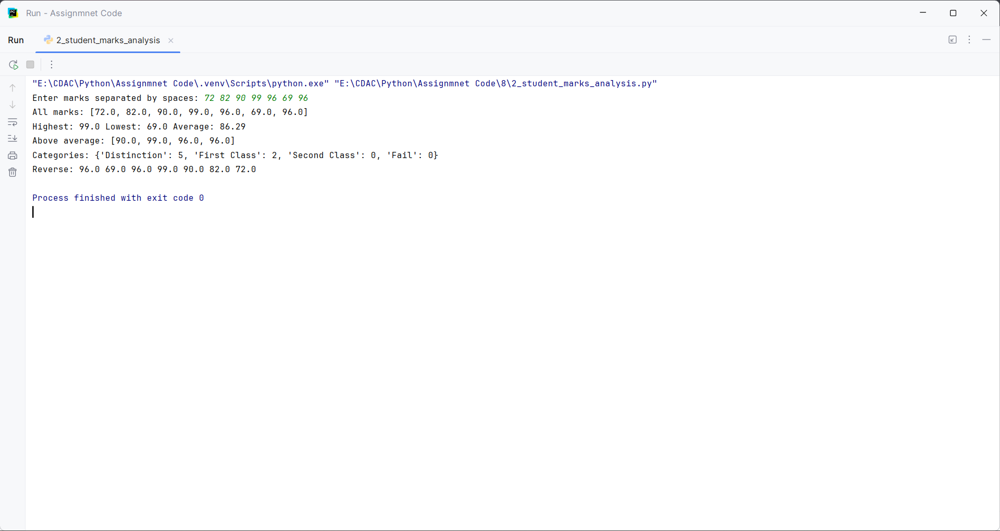 Run - Assignmnet Code
Run 2_student_marks_analysis
"E:\CDAC\Python\Assignmnet Code\.venv\Scripts\python.exe" "E:\CDAC\Python\Assignmnet Code\8\2_student_marks_analysis.py"
Enter marks separated by spaces: 72 82 90 99 96 69 96
All marks: [72.0, 82.0, 90.0, 99.0, 96.0, 69.0, 96.0]
Highest: 99.0 Lowest: 69.0 Average: 86.29
Above average: [90.0, 99.0, 96.0, 96.0]
Categories: {'Distinction': 5, 'First Class': 2, 'Second Class': 0, 'Fail': 0}
Reverse: 96.0 69.0 96.0 99.0 90.0 82.0 72.0
Process finished with exit code 0